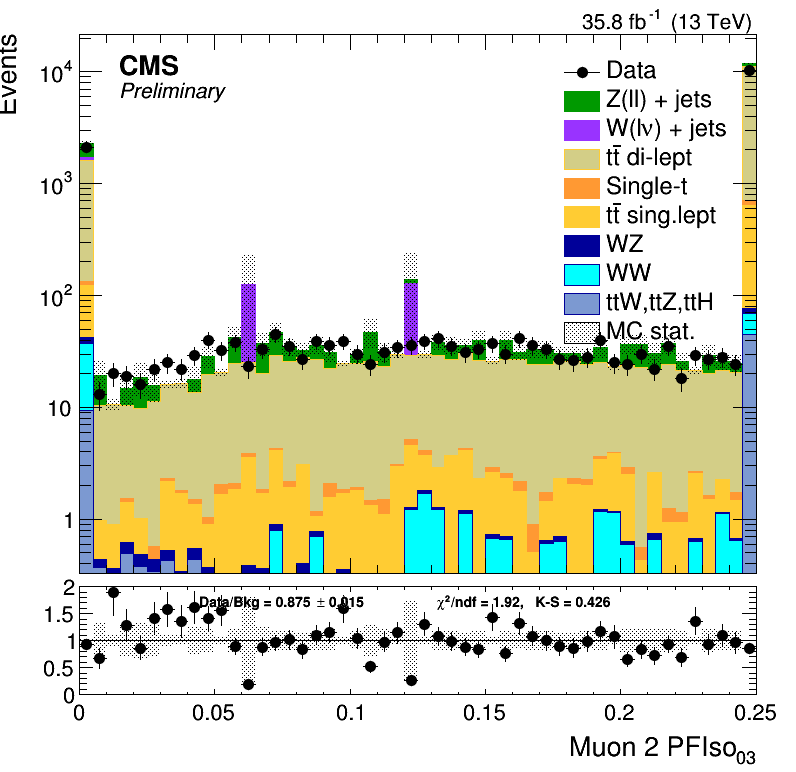 35.8 fb⁻¹ (13 TeV)
Events
CMS
Preliminary
Data
Z(ll) + jets
W(lν) + jets
tt̄ di-lept
Single-t
tt̄ sing.lept
WZ
WW
ttW,ttZ,ttH
MC stat.
10⁴
10³
10²
10
1
Data/Bkg = 0.875 ± 0.015
χ²/ndf = 1.92, K-S = 0.426
2
1.5
1
0.5
0
0 0.05 0.1 0.15 0.2 0.25
Muon 2 PFIso₀₃